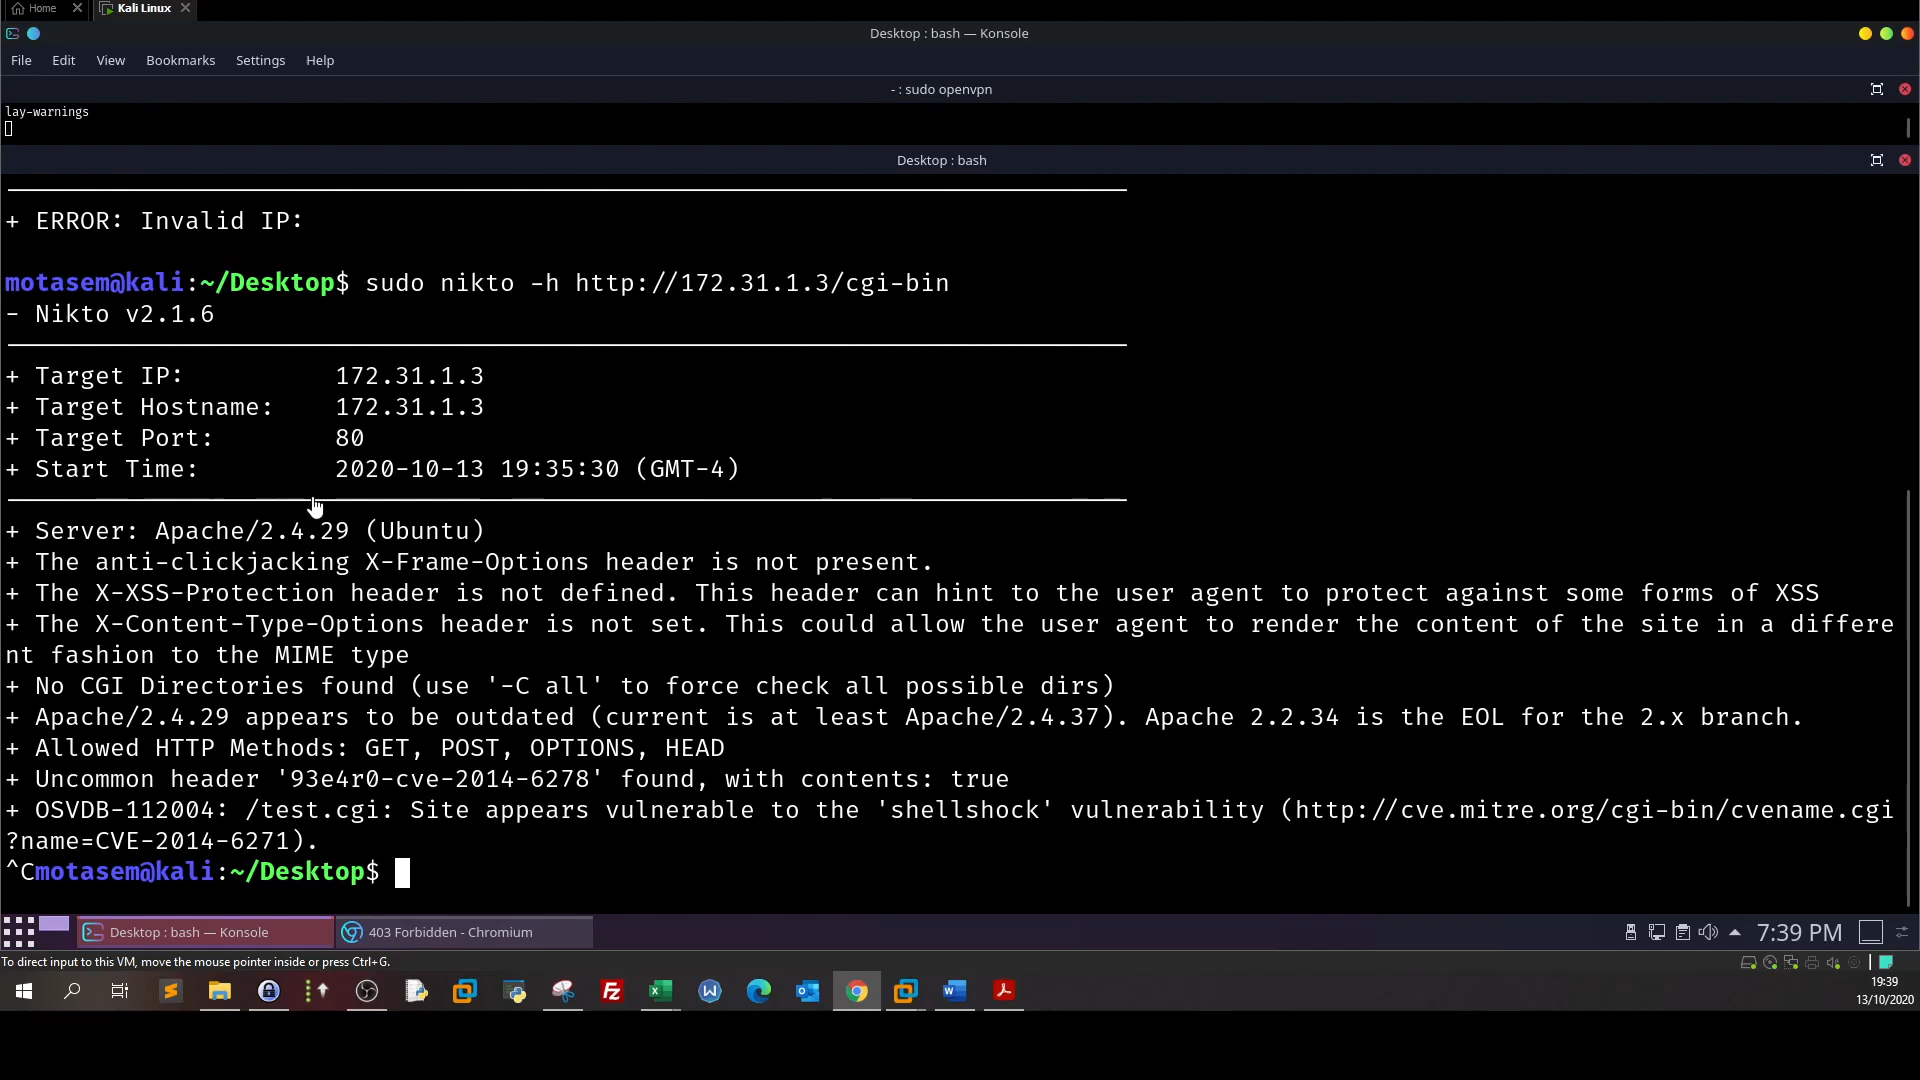 Home
Kali Linux
Desktop : bash — Konsole
File Edit View Bookmarks Settings Help
- : sudo openvpn
lay-warnings
Desktop : bash
+ ERROR: Invalid IP:
motasem@kali:~/Desktop$ sudo nikto -h http://172.31.1.3/cgi-bin
- Nikto v2.1.6
+ Target IP: 172.31.1.3
+ Target Hostname: 172.31.1.3
+ Target Port: 80
+ Start Time: 2020-10-13 19:35:30 (GMT-4)
+ Server: Apache/2.4.29 (Ubuntu)
+ The anti-clickjacking X-Frame-Options header is not present.
+ The X-XSS-Protection header is not defined. This header can hint to the user agent to protect against some forms of XSS
+ The X-Content-Type-Options header is not set. This could allow the user agent to render the content of the site in a differe
nt fashion to the MIME type
+ No CGI Directories found (use '-C all' to force check all possible dirs)
+ Apache/2.4.29 appears to be outdated (current is at least Apache/2.4.37). Apache 2.2.34 is the EOL for the 2.x branch.
+ Allowed HTTP Methods: GET, POST, OPTIONS, HEAD
+ Uncommon header '93e4r0-cve-2014-6278' found, with contents: true
+ OSVDB-112004: /test.cgi: Site appears vulnerable to the 'shellshock' vulnerability (http://cve.mitre.org/cgi-bin/cvename.cgi
?name=CVE-2014-6271).
^Cmotasem@kali:~/Desktop$
Desktop : bash — Konsole
403 Forbidden - Chromium
7:39 PM
To direct input to this VM, move the mouse pointer inside or press Ctrl+G.
19:39
13/10/2020